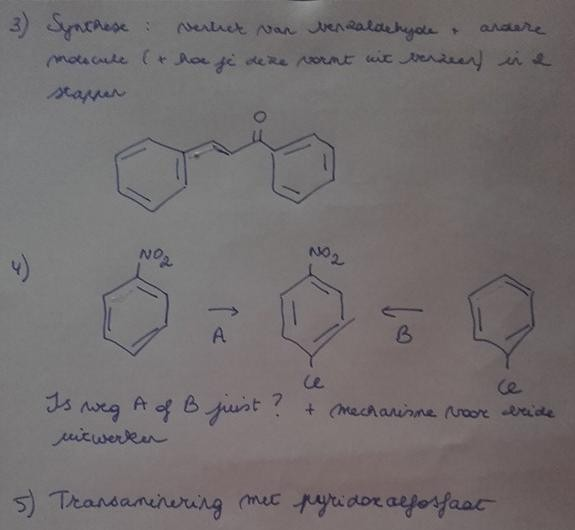 3) Synthese : vertrek van benzaldehyde + andere
molecule (+ hoe je deze vormt uit benzeen) in 2
stappen
O
4)
NO2
NO2
A
B
Cl
Cl
Is weg A of B juist ? + mechanisme voor beide
uitwerken
5) Transaminering met pyridoxalfosfaat